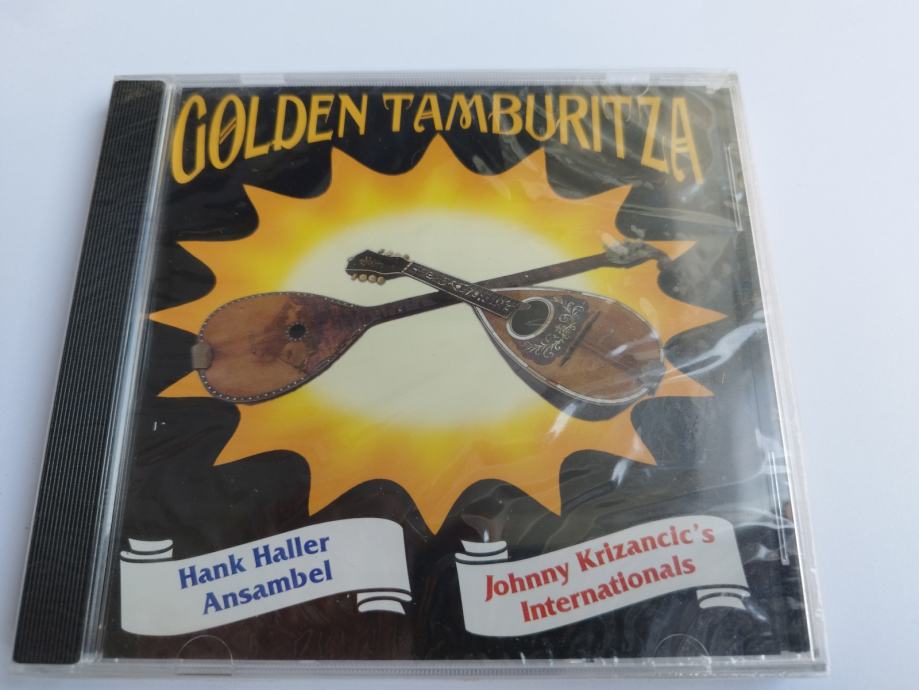 GOLDEN TAMBURITZA
Hank Haller
Ansambel
Johnny Krizancic's
Internationals